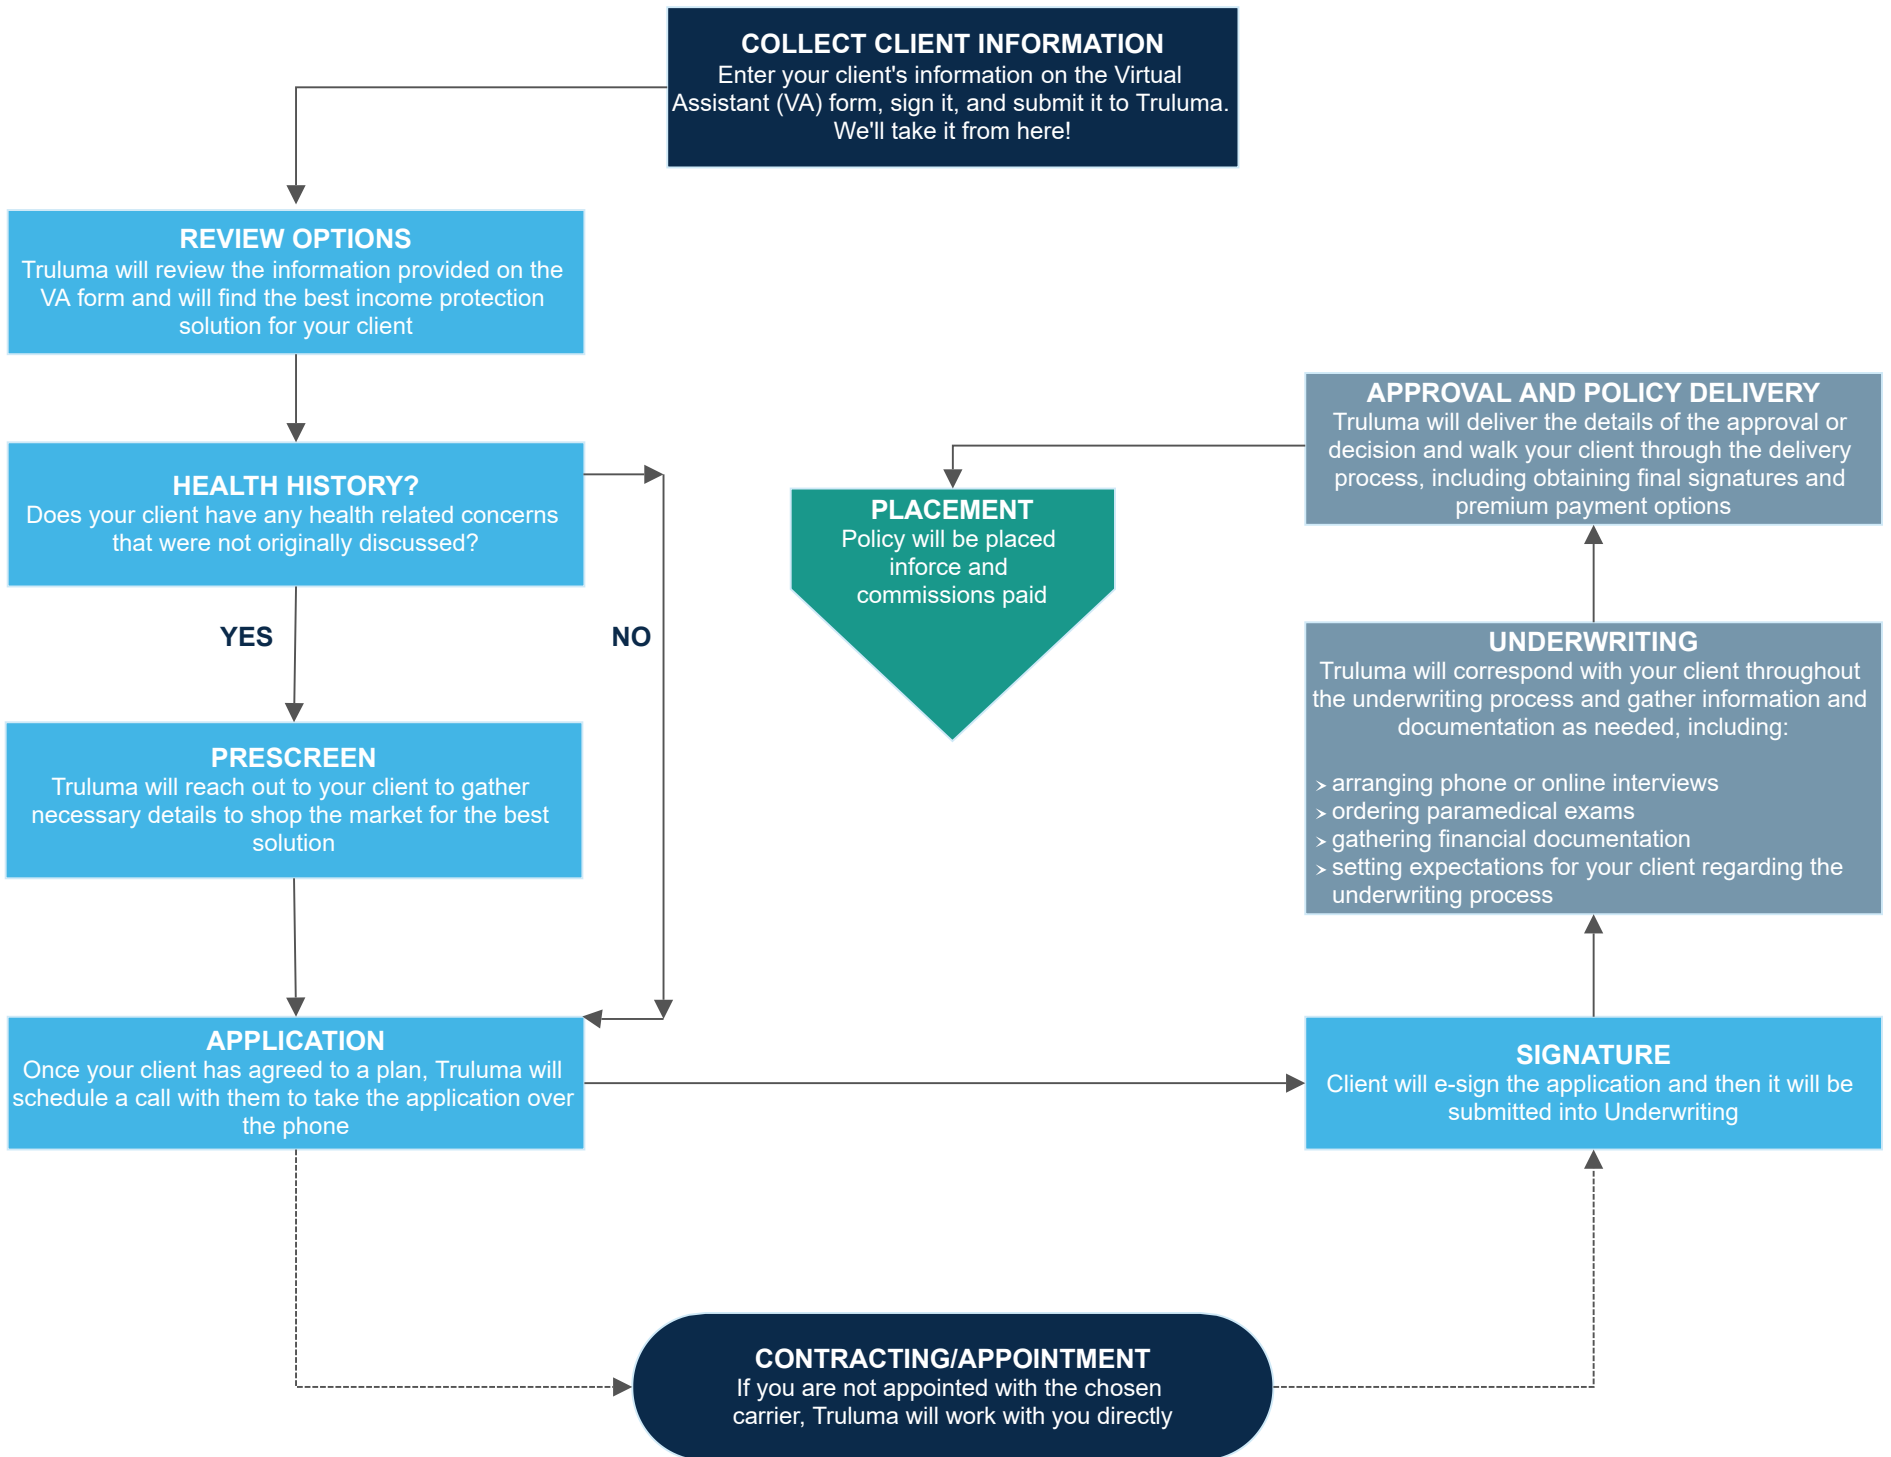 COLLECT CLIENT INFORMATION
Enter your client's information on the Virtual
Assistant (VA) form, sign it, and submit it to Truluma.
We'll take it from here!
REVIEW OPTIONS
Truluma will review the information provided on the
VA form and will find the best income protection
solution for your client
HEALTH HISTORY?
Does your client have any health related concerns
that were not originally discussed?
YES
NO
PRESCREEN
Truluma will reach out to your client to gather
necessary details to shop the market for the best
solution
APPLICATION
Once your client has agreed to a plan, Truluma will
schedule a call with them to take the application over
the phone
CONTRACTING/APPOINTMENT
If you are not appointed with the chosen
carrier, Truluma will work with you directly
SIGNATURE
Client will e-sign the application and then it will be
submitted into Underwriting
UNDERWRITING
Truluma will correspond with your client throughout
the underwriting process and gather information and
documentation as needed, including:
➢ arranging phone or online interviews
➢ ordering paramedical exams
➢ gathering financial documentation
➢ setting expectations for your client regarding the
underwriting process
APPROVAL AND POLICY DELIVERY
Truluma will deliver the details of the approval or
decision and walk your client through the delivery
process, including obtaining final signatures and
premium payment options
PLACEMENT
Policy will be placed
inforce and
commissions paid